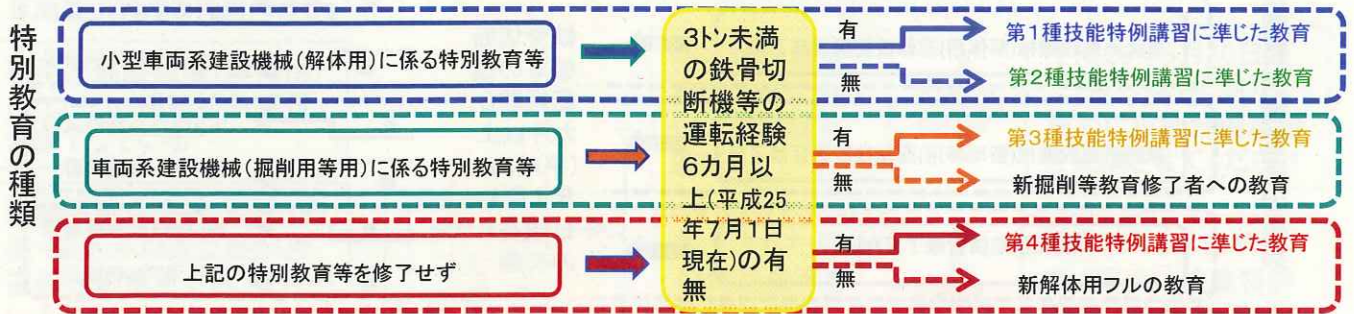 特別教育の種類
小型車両系建設機械(解体用)に係る特別教育等
車両系建設機械(掘削用等用)に係る特別教育等
上記の特別教育等を修了せず
3トン未満
の鉄骨切
断機等の
運転経験
6カ月以
上(平成25
年7月1日
現在)の有
無
有
第1種技能特例講習に準じた教育
無
第2種技能特例講習に準じた教育
有
第3種技能特例講習に準じた教育
無
新掘削等教育修了者への教育
有
第4種技能特例講習に準じた教育
無
新解体用フルの教育